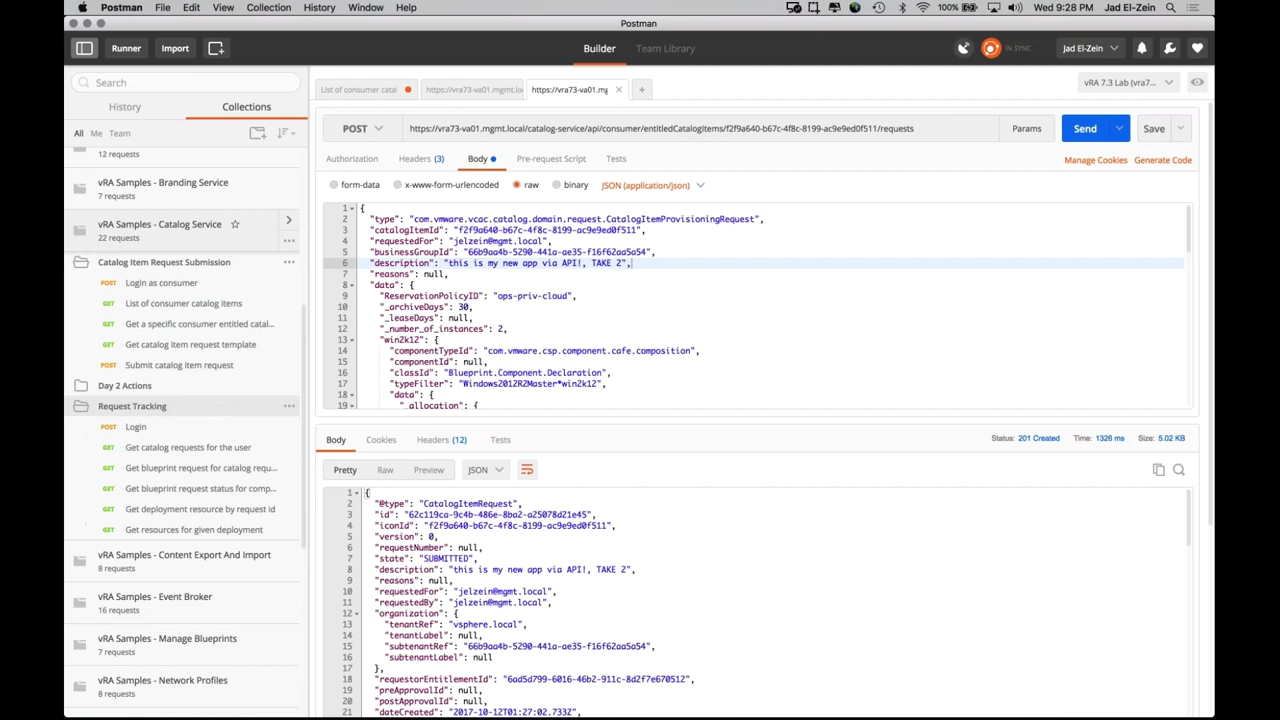 Postman File Edit View Collection History Window Help 100% Wed 9:28 PM Jad El-Zein
Postman
Runner Import Builder Team Library IN SYNC Jad El-Zein
Search
History Collections
All Me Team
12 requests
vRA Samples - Branding Service
7 requests
vRA Samples - Catalog Service
22 requests
Catalog Item Request Submission
POST Login as consumer
GET List of consumer catalog items
GET Get a specific consumer entitled catal...
GET Get catalog item request template
POST Submit catalog item request
Day 2 Actions
Request Tracking
POST Login
GET Get catalog requests for the user
GET Get blueprint request for catalog requ...
GET Get blueprint request status for comp...
GET Get deployment resource by request id
GET Get resources for given deployment
vRA Samples - Content Export And Import
8 requests
vRA Samples - Event Broker
16 requests
vRA Samples - Manage Blueprints
7 requests
vRA Samples - Network Profiles
8 requests
List of consumer catal https://vra73-va01.mgmt.lo https://vra73-va01.mg × + vRA 7.3 Lab (vra7...
POST https://vra73-va01.mgmt.local/catalog-service/api/consumer/entitledCatalogItems/f2f9a640-b67c-4f8c-8199-ac9e9ed0f511/requests Params Send Save
Authorization Headers (3) Body Pre-request Script Tests Manage Cookies Generate Code
form-data x-www-form-urlencoded raw binary JSON (application/json)
1 {
2 "type": "com.vmware.vcac.catalog.domain.request.CatalogItemProvisioningRequest",
3 "catalogItemId": "f2f9a640-b67c-4f8c-8199-ac9e9ed0f511",
4 "requestedFor": "jelzein@mgmt.local",
5 "businessGroupId": "66b9aa4b-5290-441a-ae35-f16f62aa5a54",
6 "description": "this is my new app via API!, TAKE 2",
7 "reasons": null,
8 "data": {
9 "ReservationPolicyID": "ops-priv-cloud",
10 "_archiveDays": 30,
11 "_leaseDays": null,
12 "_number_of_instances": 2,
13 "win2k12": {
14 "componentTypeId": "com.vmware.csp.component.cafe.composition",
15 "componentId": null,
16 "classId": "Blueprint.Component.Declaration",
17 "typeFilter": "Windows2012R2Master*win2k12",
18 "data": {
19 "_allocation": {
Body Cookies Headers (12) Tests Status: 201 Created Time: 1326 ms Size: 5.02 KB
Pretty Raw Preview JSON
1 {
2 "@type": "CatalogItemRequest",
3 "id": "62c119ca-9c4b-486e-8ba2-a25078d21e45",
4 "iconId": "f2f9a640-b67c-4f8c-8199-ac9e9ed0f511",
5 "version": 0,
6 "requestNumber": null,
7 "state": "SUBMITTED",
8 "description": "this is my new app via API!, TAKE 2",
9 "reasons": null,
10 "requestedFor": "jelzein@mgmt.local",
11 "requestedBy": "jelzein@mgmt.local",
12 "organization": {
13 "tenantRef": "vsphere.local",
14 "tenantLabel": null,
15 "subtenantRef": "66b9aa4b-5290-441a-ae35-f16f62aa5a54",
16 "subtenantLabel": null
17 },
18 "requestorEntitlementId": "6ad5d799-6016-46b2-911c-8d2f7e670512",
19 "preApprovalId": null,
20 "postApprovalId": null,
21 "dateCreated": "2017-10-12T01:27:02.733Z",